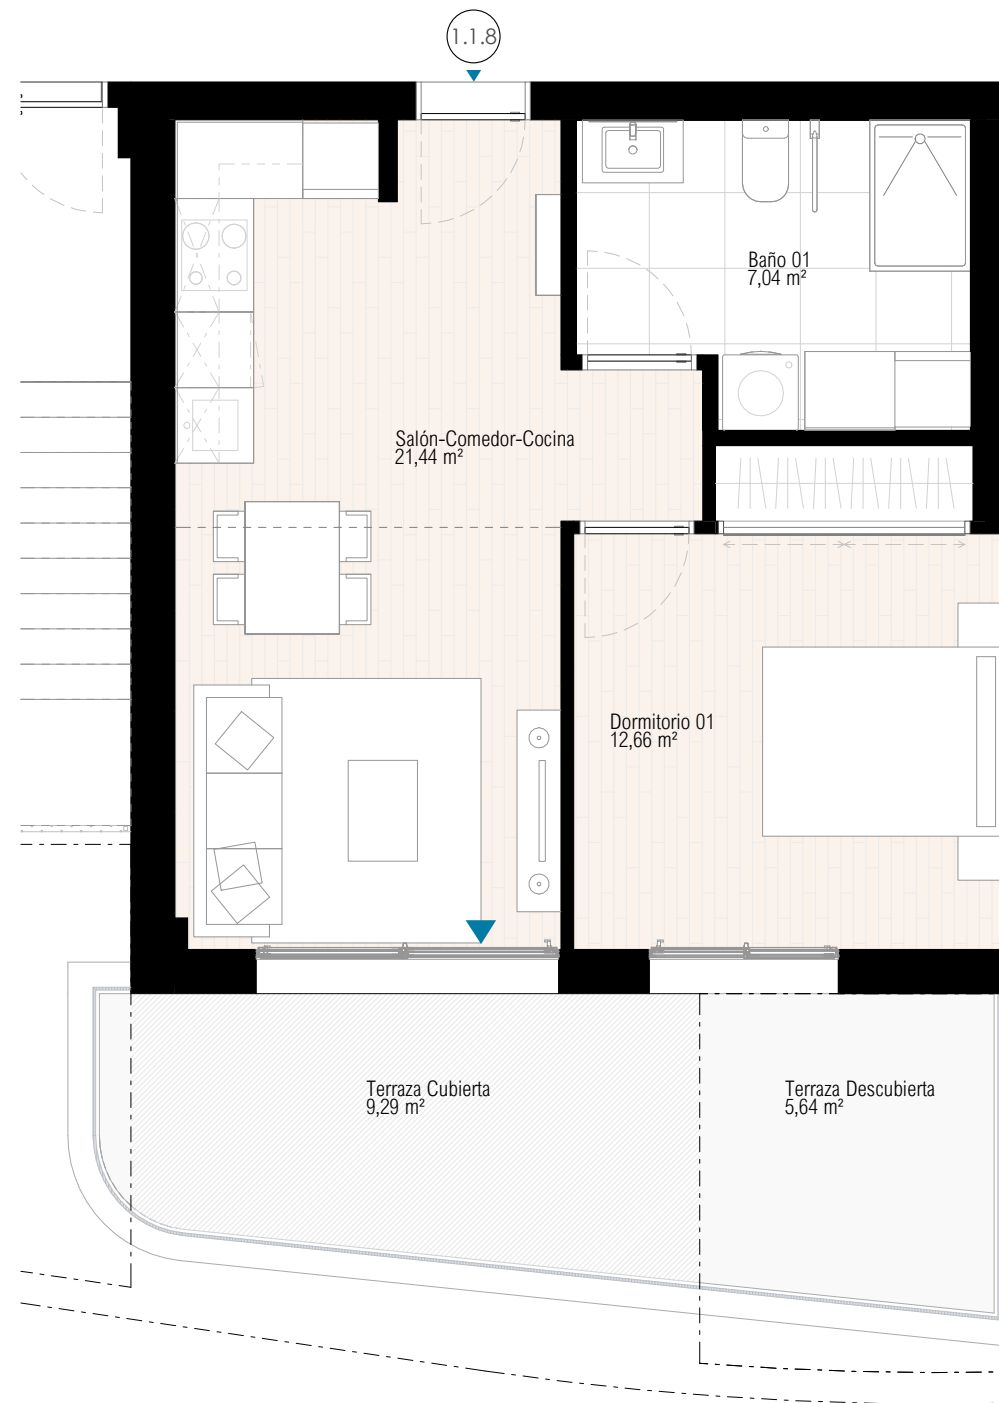 1.1.8
Baño 01
7,04 m²
Salón-Comedor-Cocina
21,44 m²
Dormitorio 01
12,66 m²
Terraza Cubierta
9,29 m²
Terraza Descubierta
5,64 m²